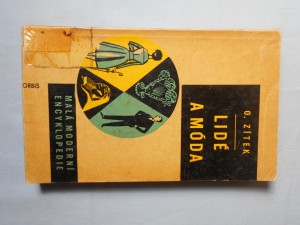 ORBIS
O. ZÍTEK
LIDÉ
A MÓDA
MALÁ MODERNÍ
ENCYKLOPEDIE